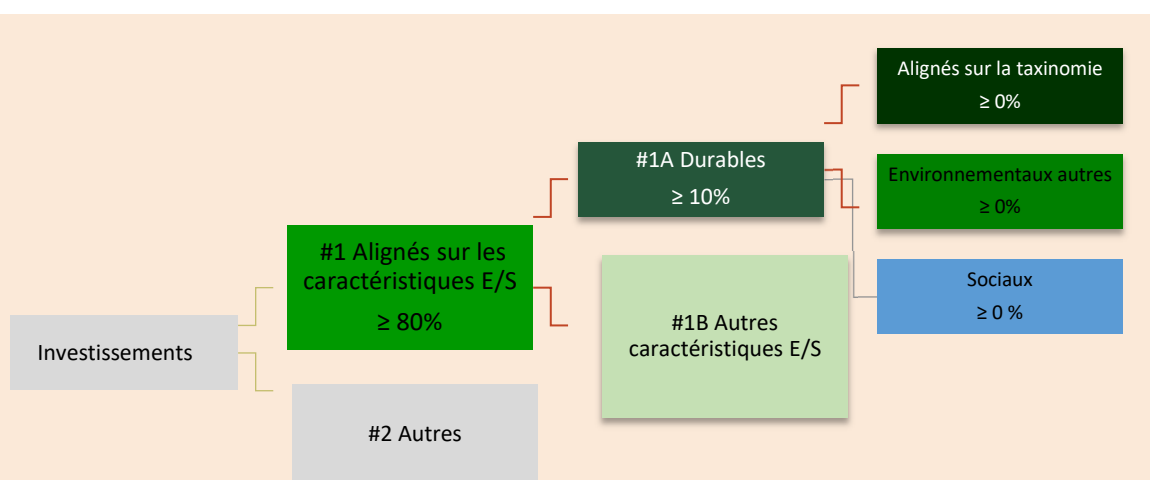 Investissements
#1 Alignés sur les
caractéristiques E/S
≥ 80%
#2 Autres
#1A Durables
≥ 10%
#1B Autres
caractéristiques E/S
Alignés sur la taxinomie
≥ 0%
Environnementaux autres
≥ 0%
Sociaux
≥ 0 %